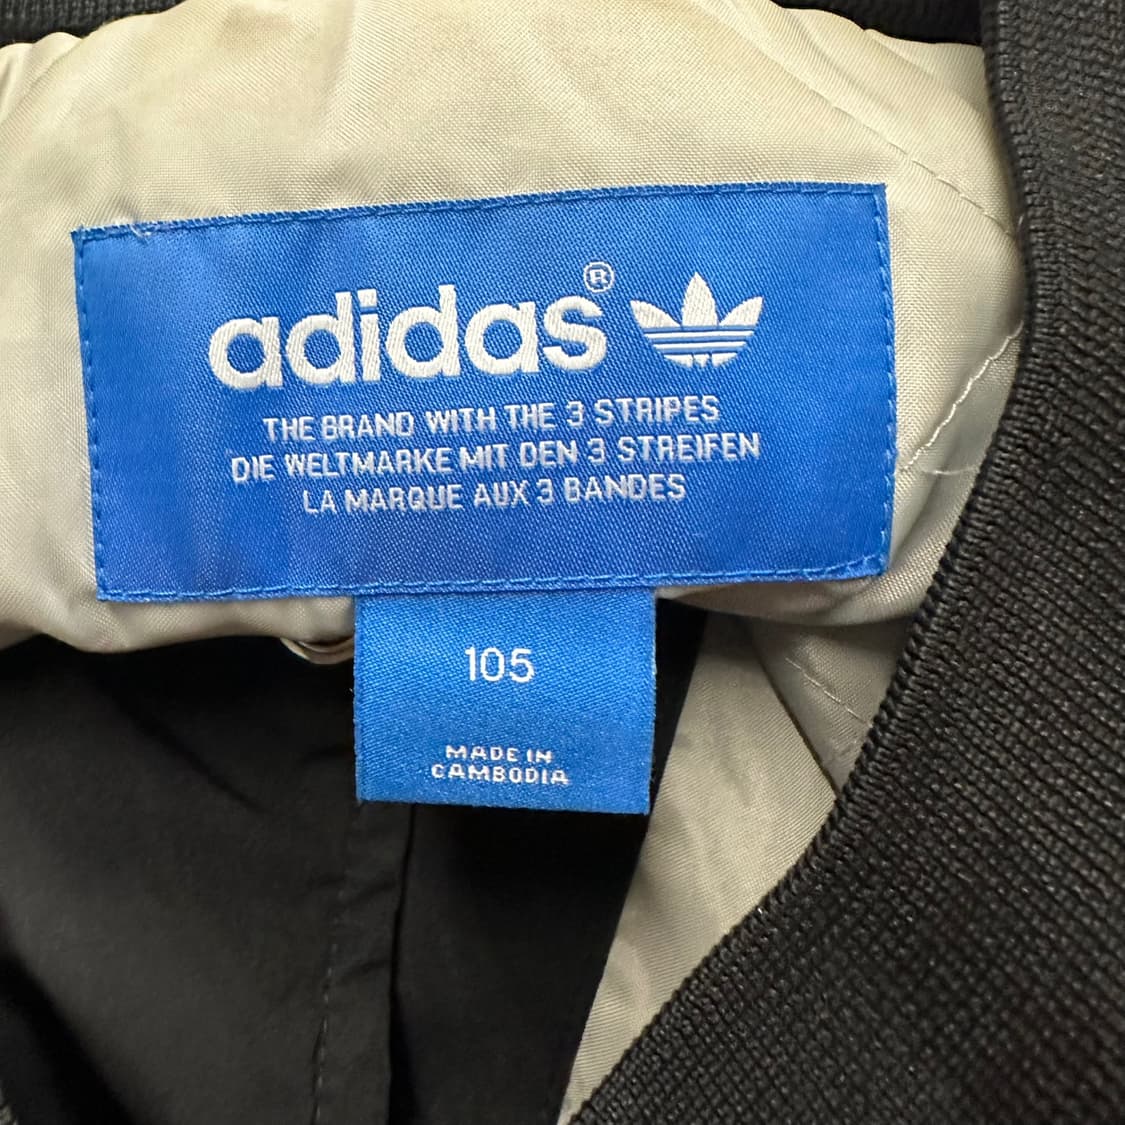 adidas®
THE BRAND WITH THE 3 STRIPES
DIE WELTMARKE MIT DEN 3 STREIFEN
LA MARQUE AUX 3 BANDES
105
MADE IN
CAMBODIA